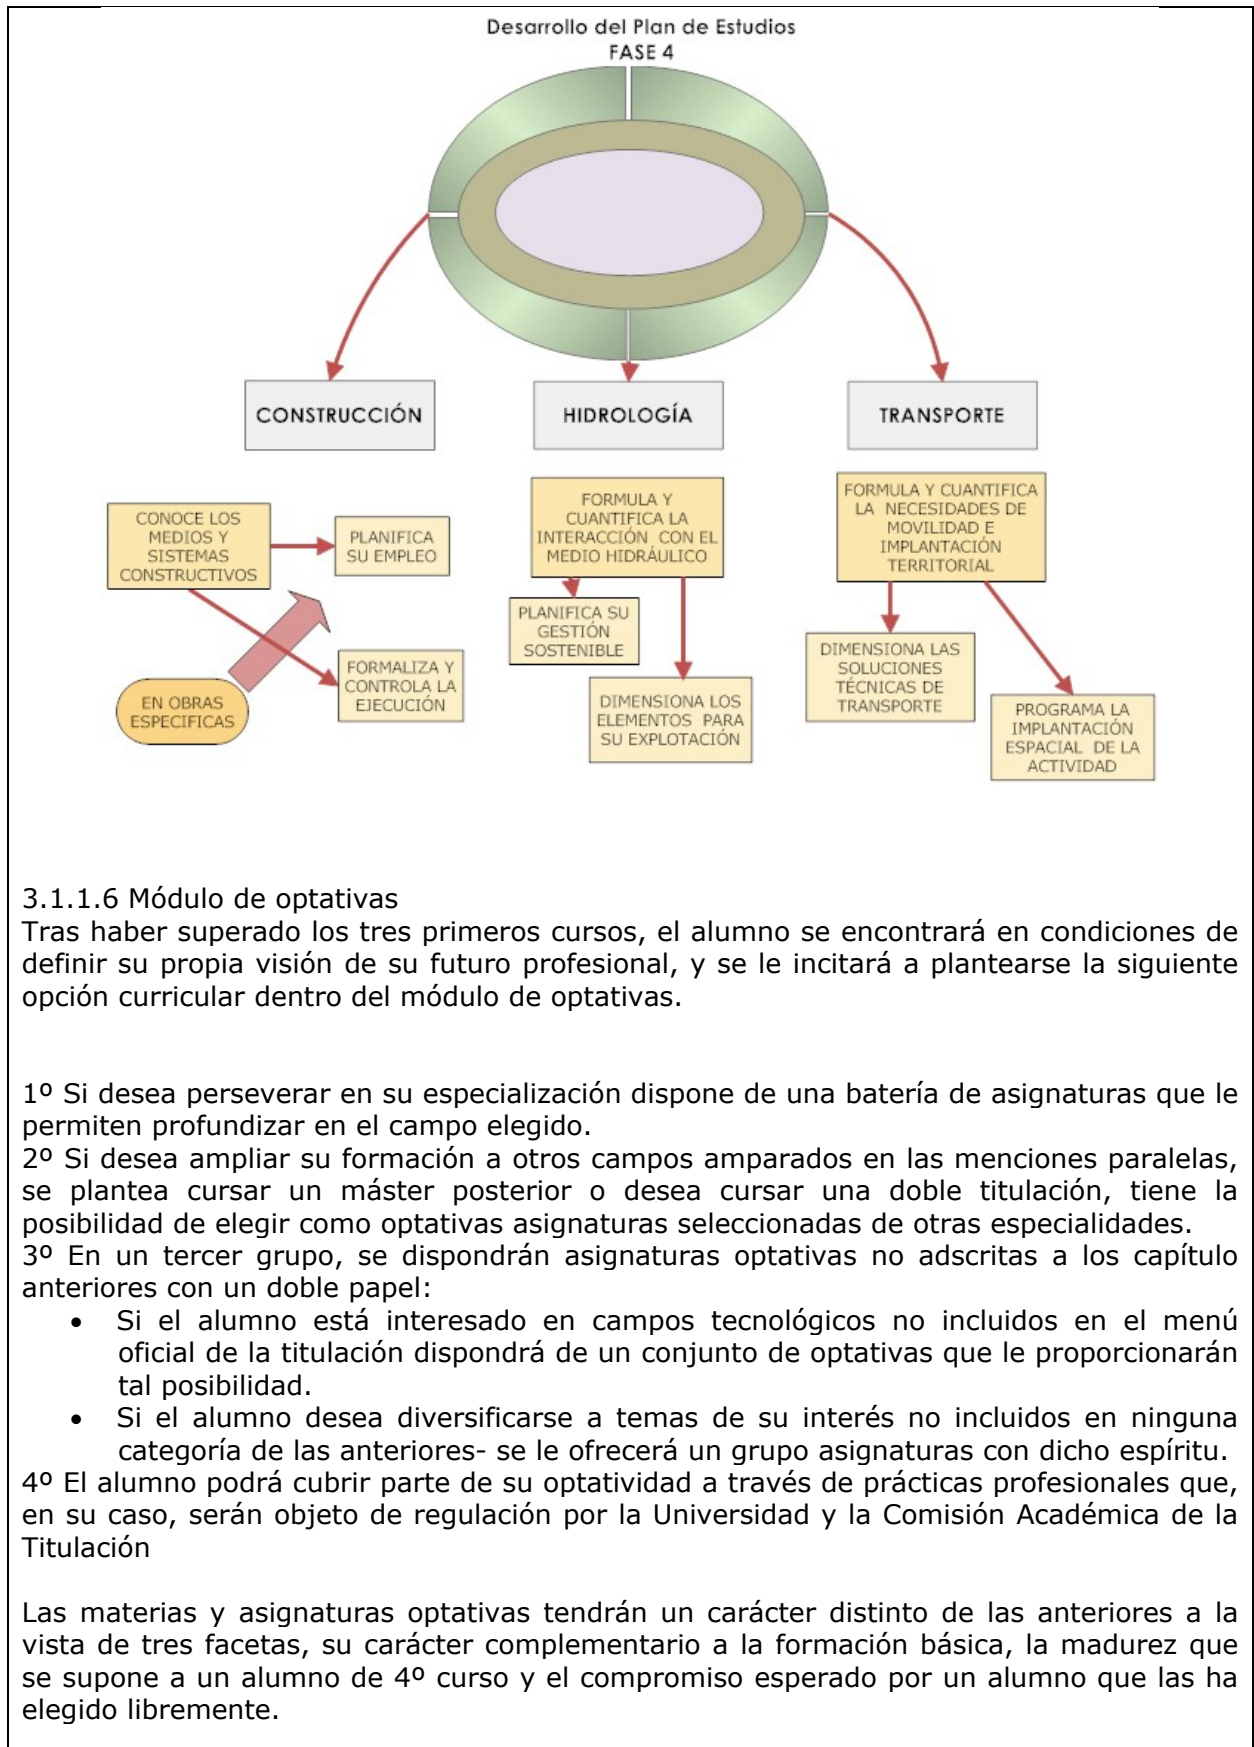 Desarrollo del Plan de Estudios
FASE 4
CONSTRUCCIÓN
HIDROLOGÍA
TRANSPORTE
CONOCE LOS
MEDIOS Y
SISTEMAS
CONSTRUCTIVOS
PLANIFICA
SU EMPLEO
FORMALIZA Y
CONTROLA LA
EJECUCIÓN
EN OBRAS
ESPECIFICAS
FORMULA Y
CUANTIFICA LA
INTERACCIÓN CON EL
MEDIO HIDRÁULICO
PLANIFICA SU
GESTIÓN
SOSTENIBLE
DIMENSIONA LOS
ELEMENTOS PARA
SU EXPLOTACIÓN
FORMULA Y CUANTIFICA
LA NECESIDADES DE
MOVILIDAD E
IMPLANTACIÓN
TERRITORIAL
DIMENSIONA LAS
SOLUCIONES
TÉCNICAS DE
TRANSPORTE
PROGRAMA LA
IMPLANTACIÓN
ESPACIAL DE LA
ACTIVIDAD
3.1.1.6 Módulo de optativas
Tras haber superado los tres primeros cursos, el alumno se encontrará en condiciones de
definir su propia visión de su futuro profesional, y se le incitará a plantearse la siguiente
opción curricular dentro del módulo de optativas.
1º Si desea perseverar en su especialización dispone de una batería de asignaturas que le
permiten profundizar en el campo elegido.
2º Si desea ampliar su formación a otros campos amparados en las menciones paralelas,
se plantea cursar un máster posterior o desea cursar una doble titulación, tiene la
posibilidad de elegir como optativas asignaturas seleccionadas de otras especialidades.
3º En un tercer grupo, se dispondrán asignaturas optativas no adscritas a los capítulo
anteriores con un doble papel:
• Si el alumno está interesado en campos tecnológicos no incluidos en el menú
oficial de la titulación dispondrá de un conjunto de optativas que le proporcionarán
tal posibilidad.
• Si el alumno desea diversificarse a temas de su interés no incluidos en ninguna
categoría de las anteriores- se le ofrecerá un grupo asignaturas con dicho espíritu.
4º El alumno podrá cubrir parte de su optatividad a través de prácticas profesionales que,
en su caso, serán objeto de regulación por la Universidad y la Comisión Académica de la
Titulación
Las materias y asignaturas optativas tendrán un carácter distinto de las anteriores a la
vista de tres facetas, su carácter complementario a la formación básica, la madurez que
se supone a un alumno de 4º curso y el compromiso esperado por un alumno que las ha
elegido libremente.